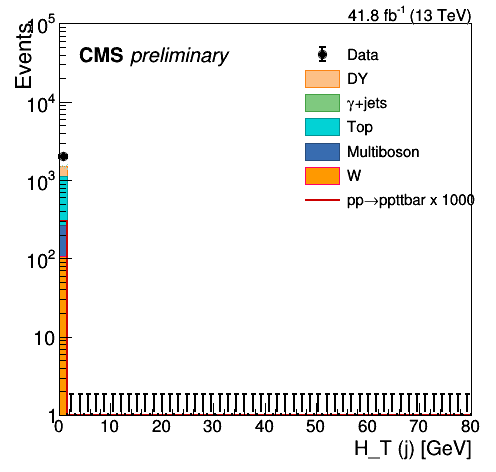 41.8 fb⁻¹ (13 TeV)
Events
CMS preliminary
Data
DY
γ+jets
Top
Multiboson
W
pp→ppttbar x 1000
10⁵
10⁴
10³
10²
10
1
0 10 20 30 40 50 60 70 80
H_T (j) [GeV]